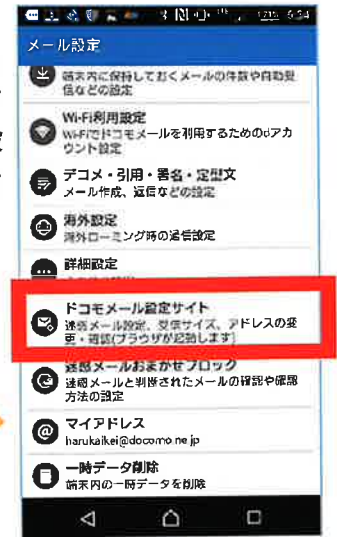 メール設定
端末内に保持しておくメールの件数や自動受
信などの設定
Wi-Fi利用設定
Wi-Fiでドコモメールを利用するためのdアカ
ウント設定
デコメ・引用・署名・定型文
メール作成、返信などの設定
海外設定
海外ローミング時の通信設定
詳細設定
ドコモメール設定サイト
迷惑メール設定、受信サイズ、アドレスの変
更・確認(ブラウザが起動します)
迷惑メールおまかせブロック
迷惑メールと判断されたメールの確認や確認
方法の設定
マイアドレス
harukaikei@docomo.ne.jp
一時データ削除
端末内の一時データを削除